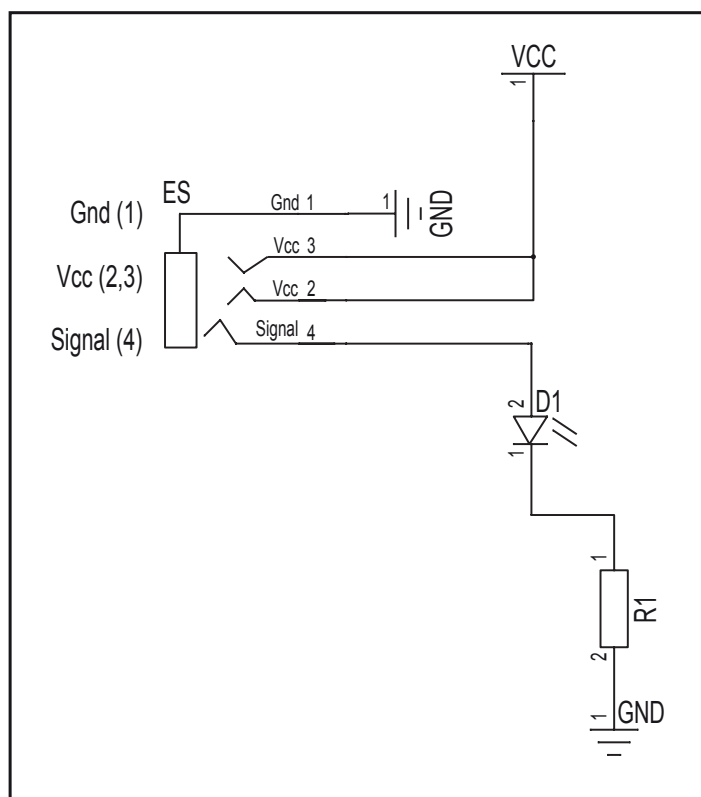 VCC
1
ES
Gnd (1)
Gnd 1
1
GND
Vcc 3
Vcc (2,3)
Vcc 2
Signal (4)
Signal 4
2
D1
1
1
R1
2
1
GND